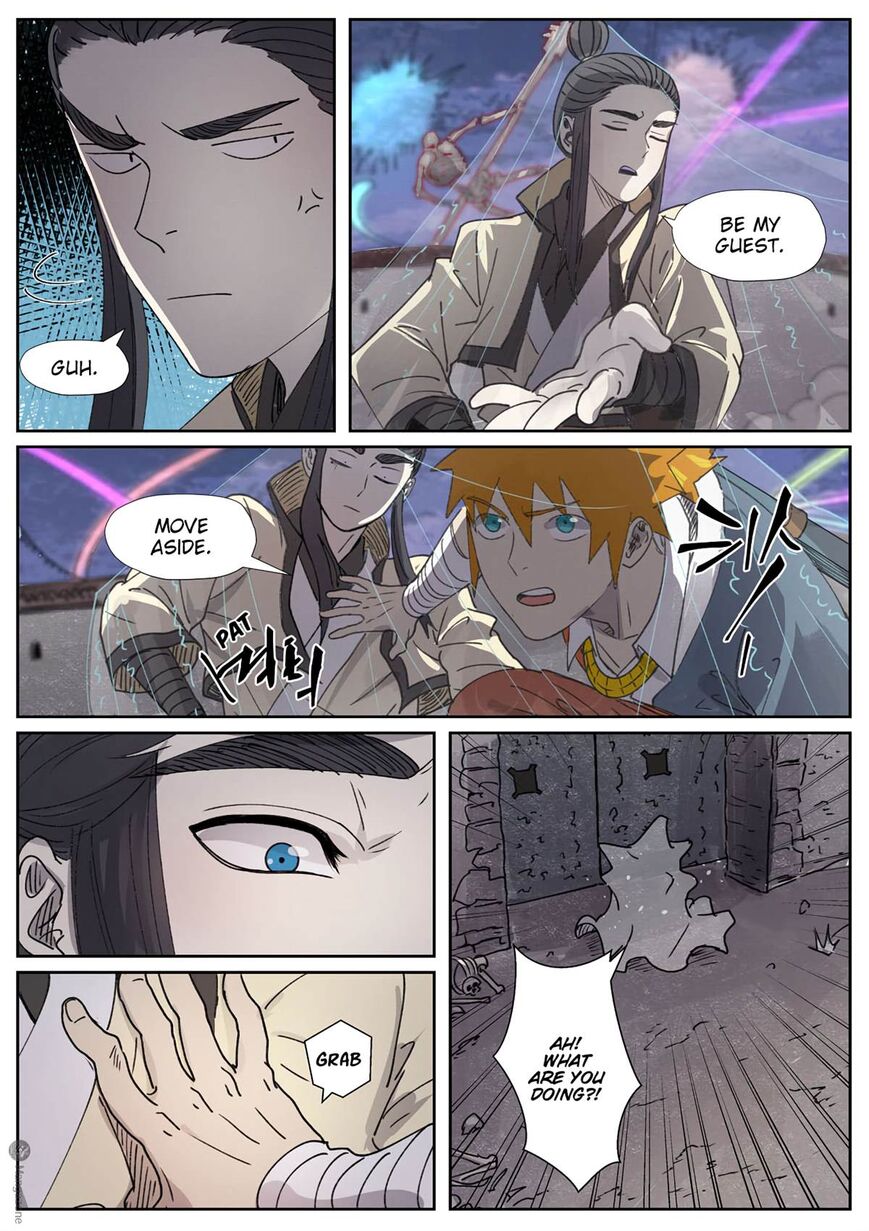 GUH.
BE MY
GUEST.
MOVE
ASIDE.
PAT
GRAB
AH!
WHAT
ARE YOU
DOING?!